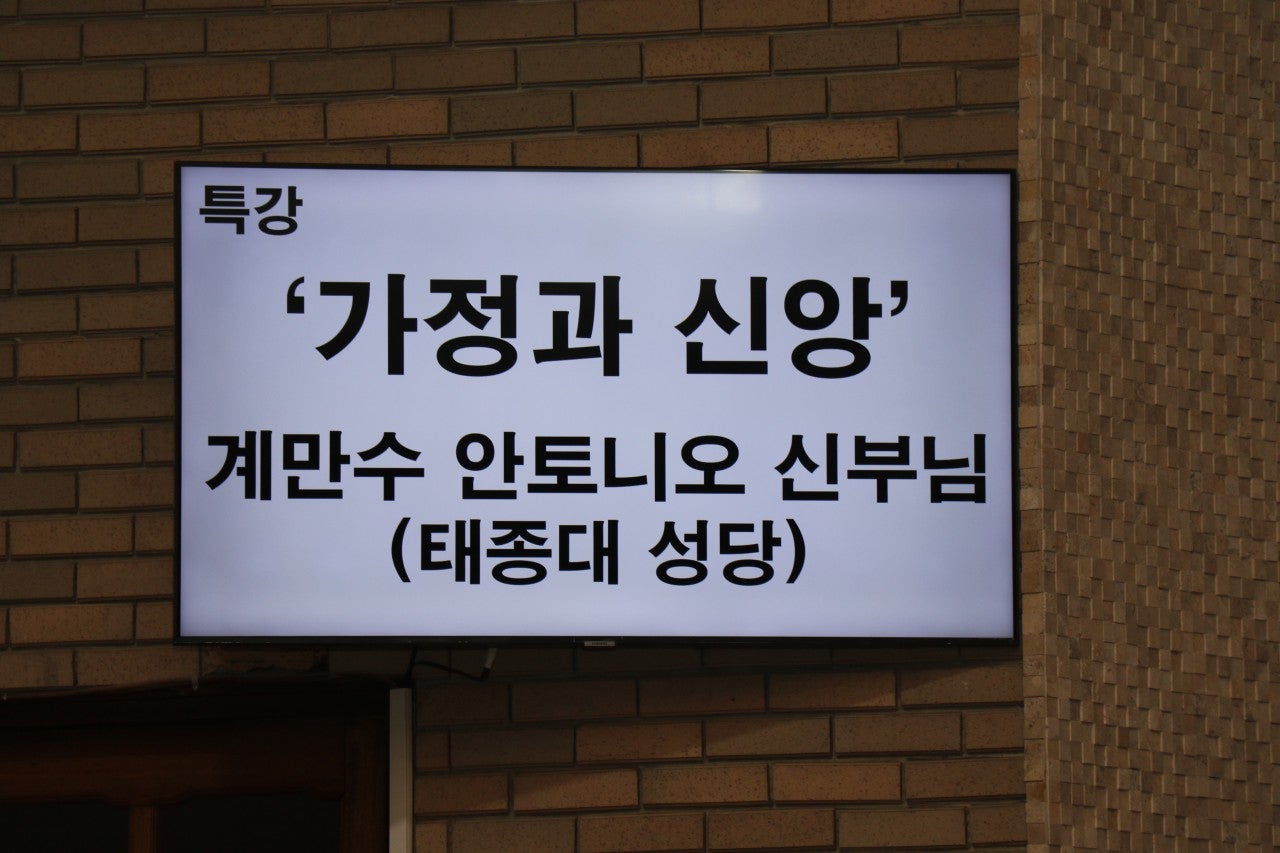 특강
‘가정과 신앙’
계만수 안토니오 신부님
(태종대 성당)